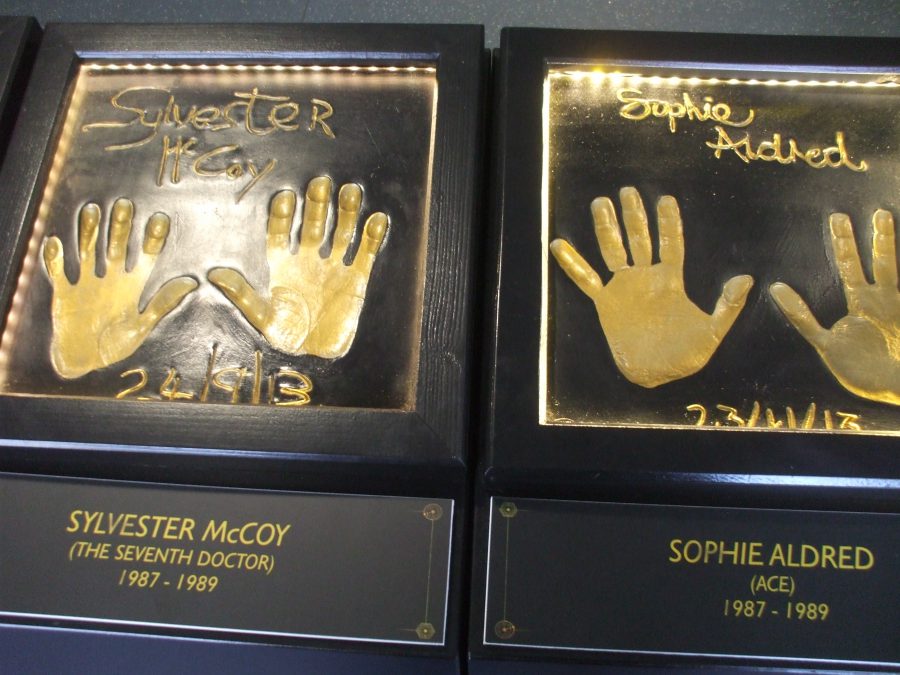 Sylvester
McCoy
24/9/13
SYLVESTER McCOY
(THE SEVENTH DOCTOR)
1987 - 1989
Sophie
Aldred
23/11/13
SOPHIE ALDRED
(ACE)
1987 - 1989